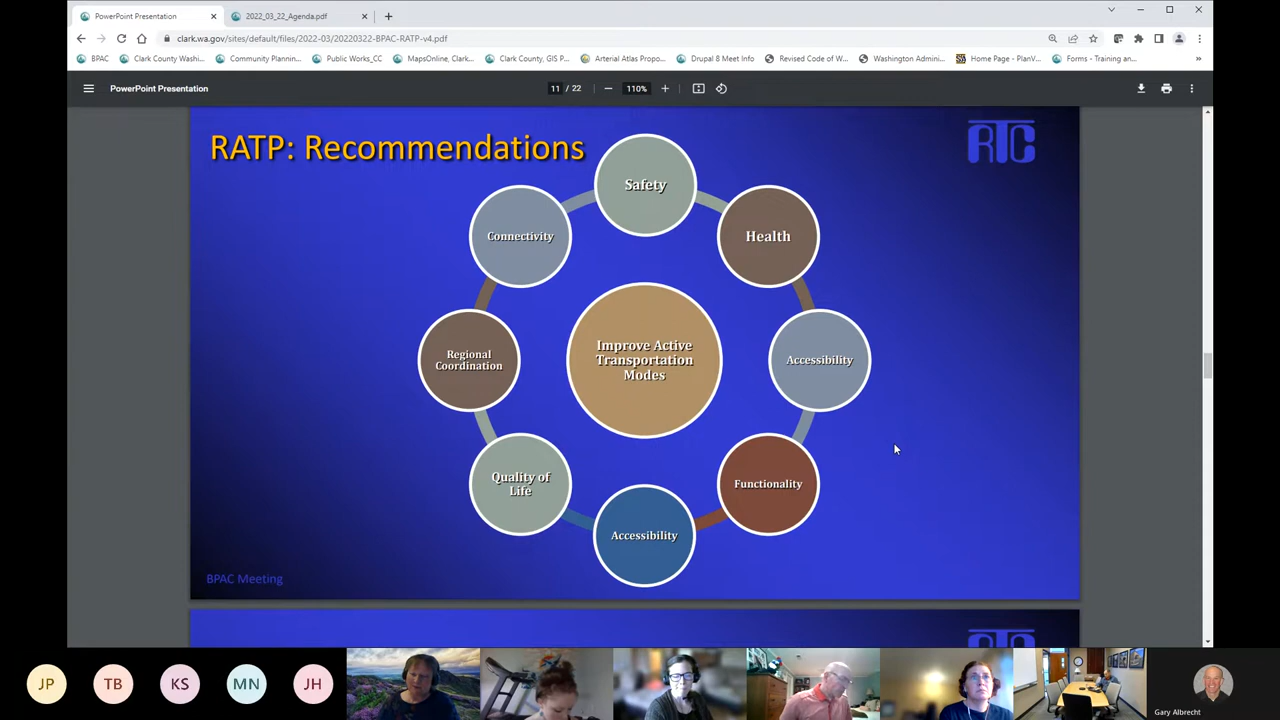 PowerPoint Presentation
2022_03_22_Agenda.pdf
clark.wa.gov/sites/default/files/2022-03/20220322-BPAC-RATP-v4.pdf
BPAC
Clark County Washi...
Community Plannin...
Public Works_CC
MapsOnline, Clark...
Clark County, GIS P...
Arterial Atlas Propo...
Drupal 8 Meet Info
Revised Code of W...
Washington Admini...
Home Page - PlanV...
Forms - Training an...
»
PowerPoint Presentation
11 / 22
110%
RATP: Recommendations
RTC
Safety
Connectivity
Health
Improve Active
Transportation
Modes
Regional
Coordination
Accessibility
Quality of
Life
Functionality
Accessibility
BPAC Meeting
JP
TB
KS
MN
JH
Gary Albrecht